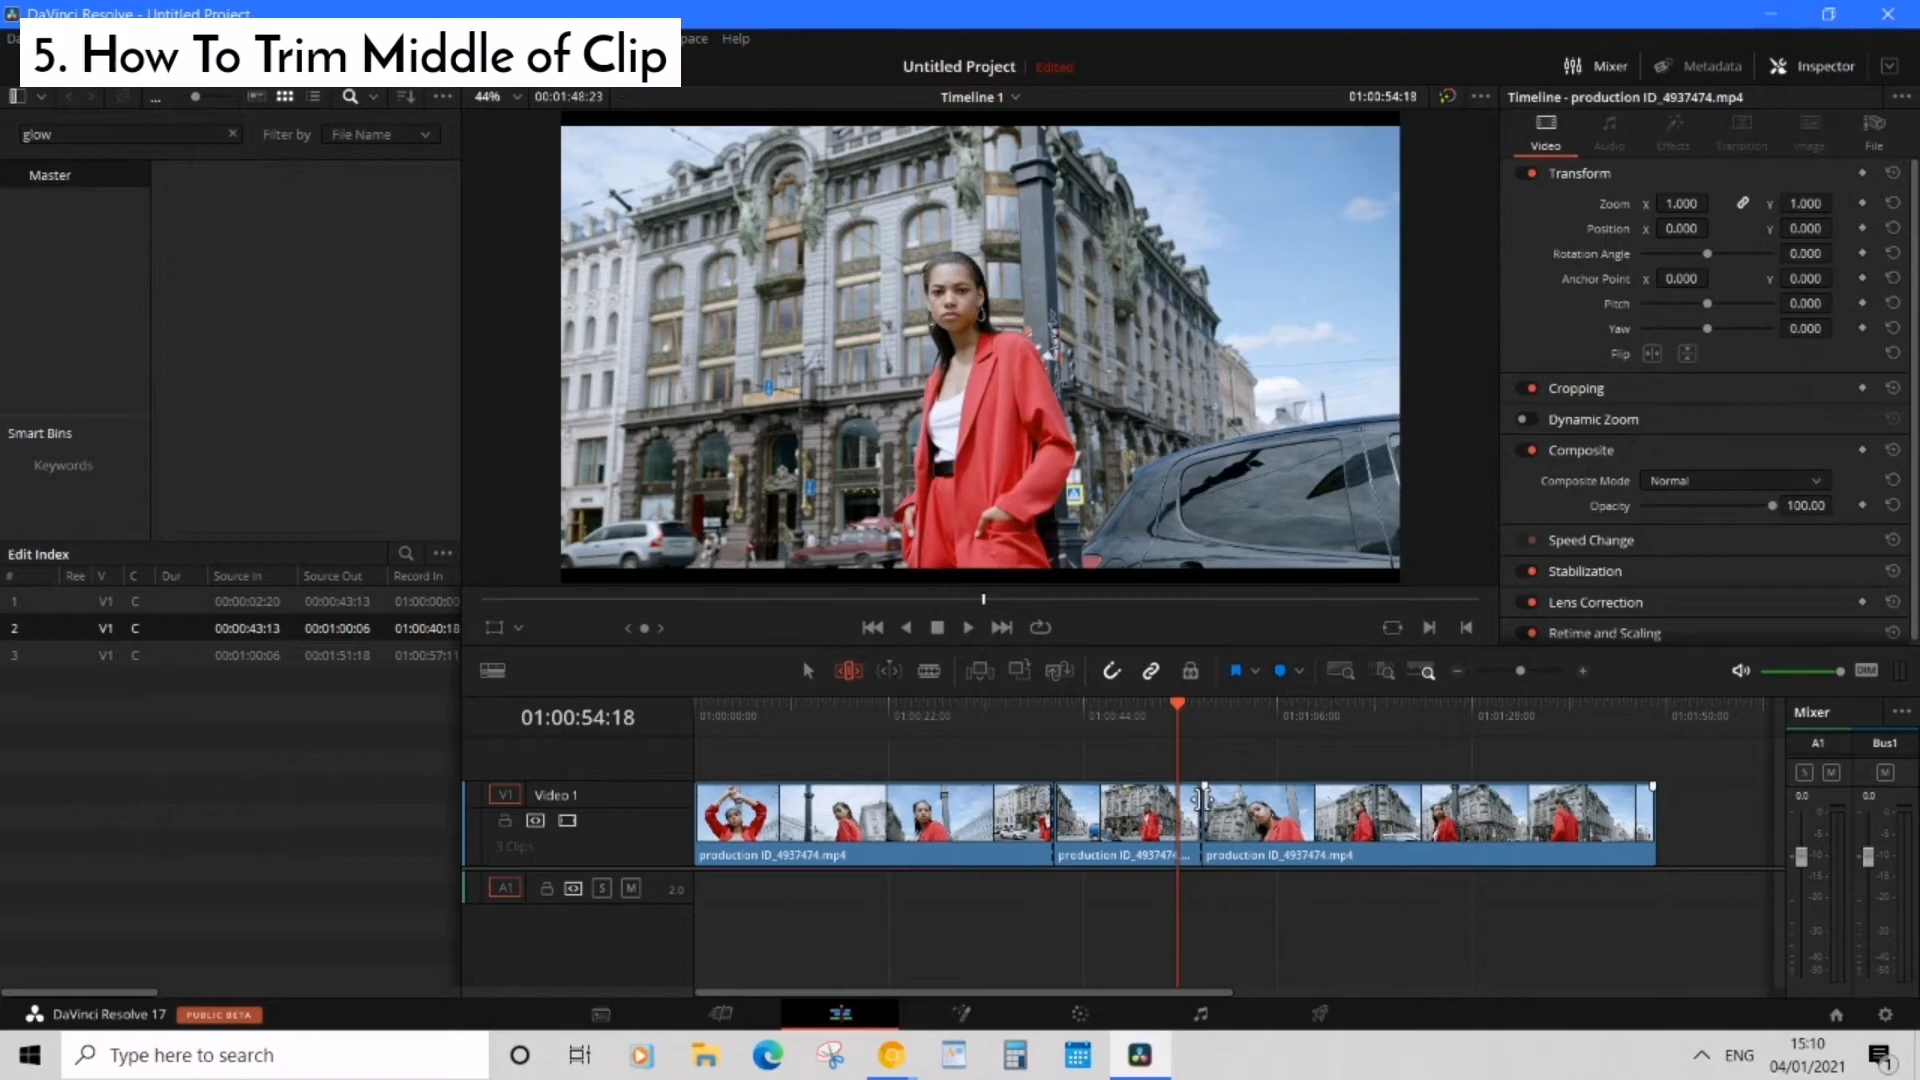 DaVinci Resolve - Untitled Project
5. How To Trim Middle of Clip
Da
pace Help
Untitled Project Edited
Mixer Metadata Inspector
44% 00:01:48:23 Timeline 1 01:00:54:18 Timeline - production ID_4937474.mp4
glow Filter by File Name
Video Audio Effects Transition Image File
Master
Transform
Zoom X 1.000 Y 1.000
Position X 0.000 Y 0.000
Rotation Angle 0.000
Anchor Point X 0.000 Y 0.000
Pitch 0.000
Yaw 0.000
Flip
Cropping
Dynamic Zoom
Composite
Composite Mode Normal
Opacity 100.00
Speed Change
Stabilization
Lens Correction
Retime and Scaling
Smart Bins
Keywords
Edit Index
# Ree V C Dur Source In Source Out Record In
1 V1 C 00:00:02:20 00:00:43:13 01:00:00:00
2 V1 C 00:00:43:13 00:01:00:06 01:00:40:18
3 V1 C 00:01:00:06 00:01:51:18 01:00:57:11
DIM
01:00:54:18 01:00:00:00 01:00:22:00 01:00:44:00 01:01:06:00 01:01:28:00 01:01:50:00
Mixer
A1 Bus1
S M M
0.0 0.0
V1 Video 1
3 Clips
production ID_4937474.mp4 production ID_4937474.... production ID_4937474.mp4
A1 S M 2.0
DaVinci Resolve 17 PUBLIC BETA
Type here to search
ENG
15:10
04/01/2021
1